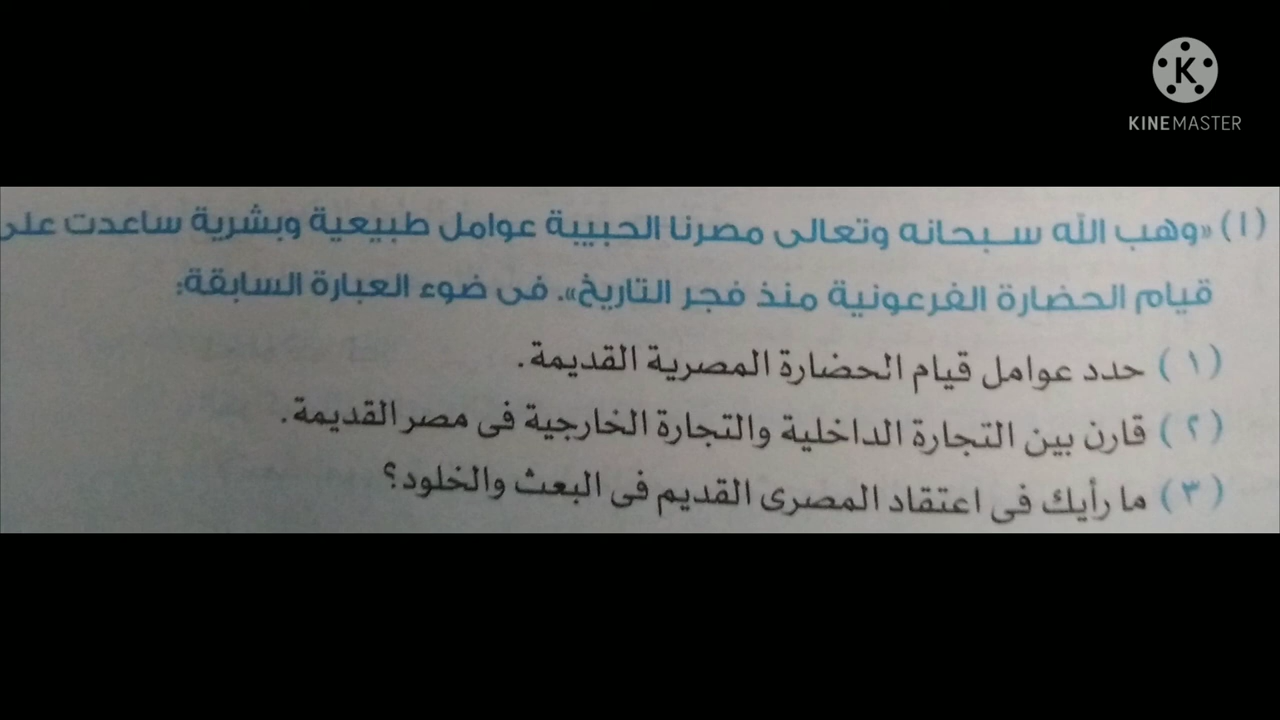 KINEMASTER
(١) «وهب الله سبحانه وتعالى مصرنا الحبيبة عوامل طبيعية وبشرية ساعدت على
قيام الحضارة الفرعونية منذ فجر التاريخ». فى ضوء العبارة السابقة:
(١) حدد عوامل قيام الحضارة المصرية القديمة.
(٢) قارن بين التجارة الداخلية والتجارة الخارجية فى مصر القديمة.
(٣) ما رأيك فى اعتقاد المصرى القديم فى البعث والخلود؟